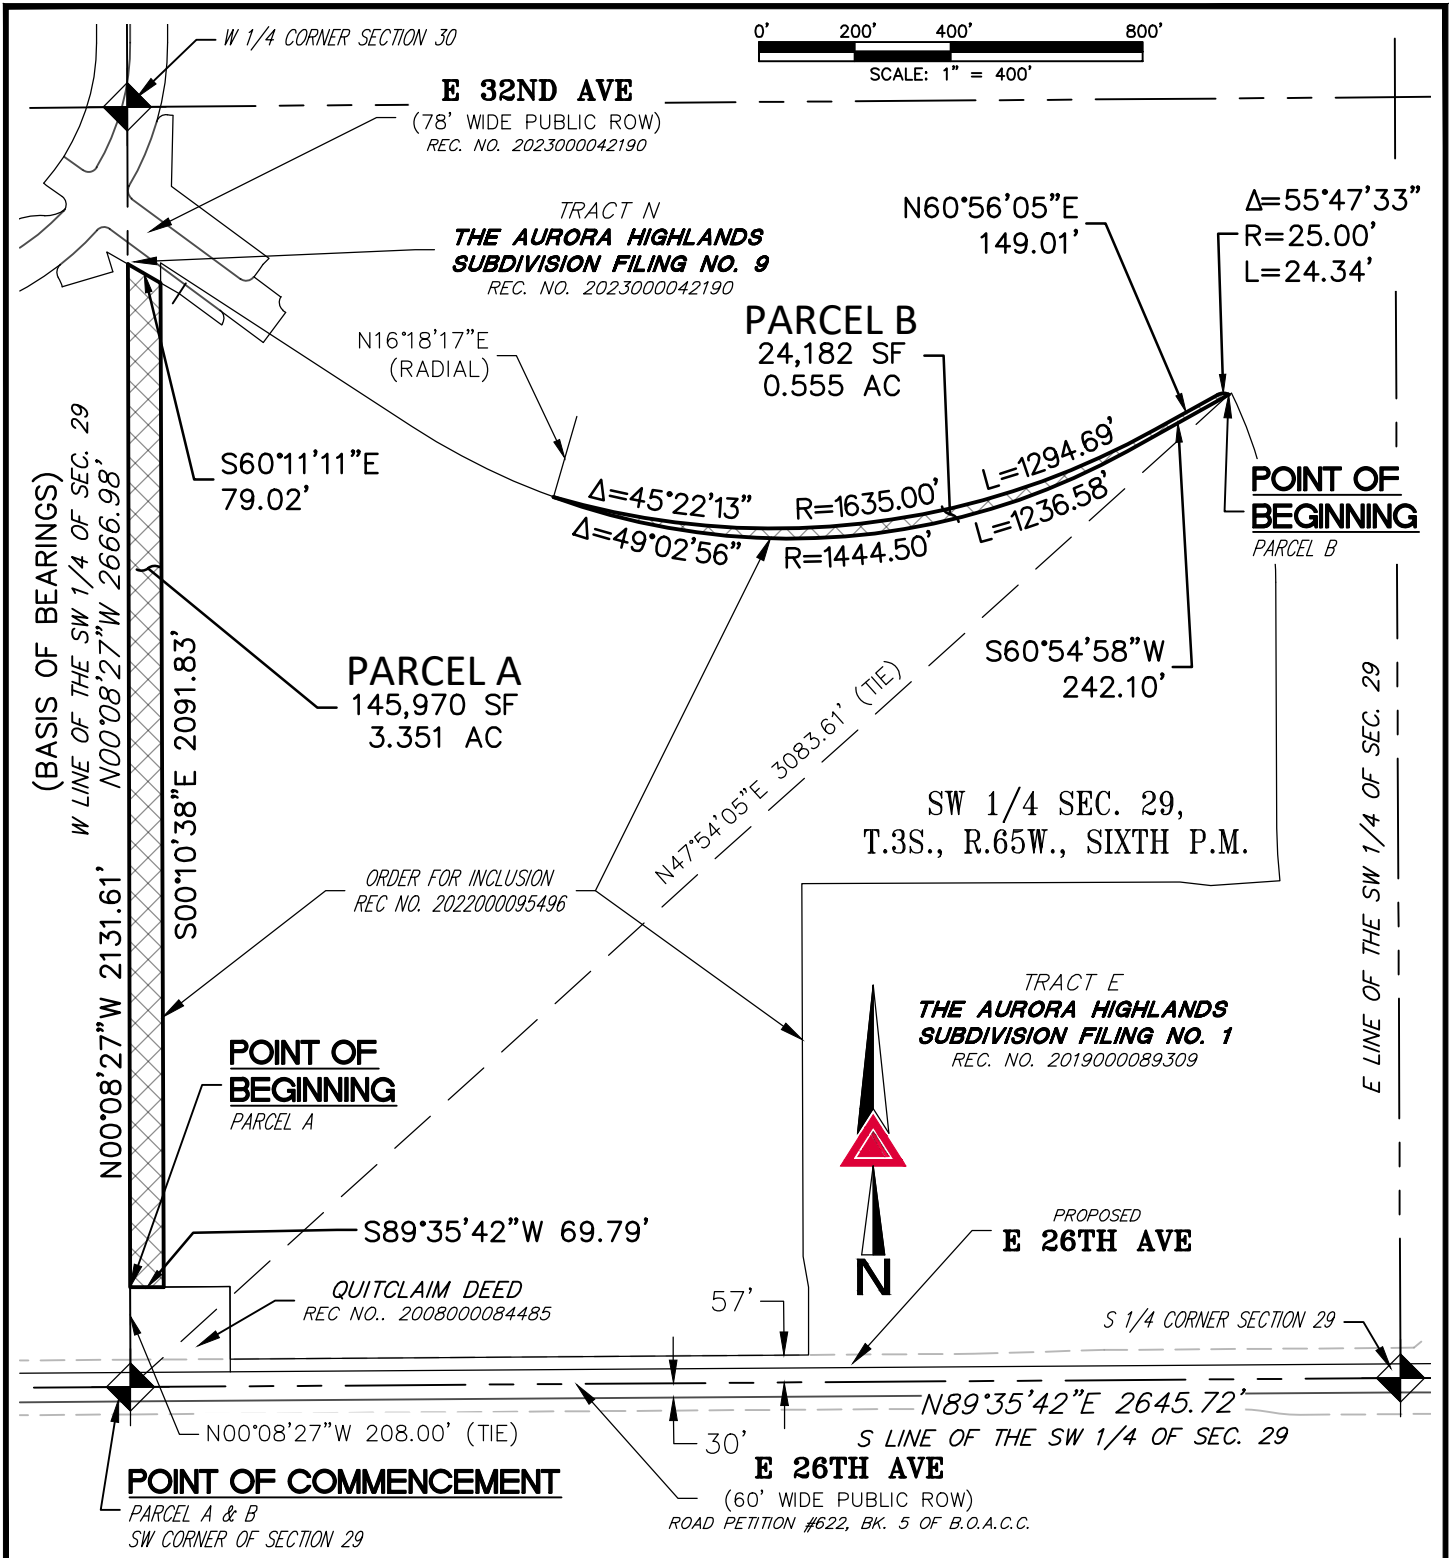 W 1/4 CORNER SECTION 30
0' 200' 400' 800'
SCALE: 1" = 400'
E 32ND AVE
(78' WIDE PUBLIC ROW)
REC. NO. 2023000042190
TRACT N
THE AURORA HIGHLANDS
SUBDIVISION FILING NO. 9
REC. NO. 2023000042190
N60°56'05"E
149.01'
Δ=55°47'33"
R=25.00'
L=24.34'
N16°18'17"E
(RADIAL)
PARCEL B
24,182 SF
0.555 AC
S60°11'11"E
79.02'
Δ=45°22'13" R=1635.00' L=1294.69'
Δ=49°02'56" R=1444.50' L=1236.58'
POINT OF
BEGINNING
PARCEL B
(BASIS OF BEARINGS)
W LINE OF THE SW 1/4 OF SEC. 29
N00°08'27"W 2666.98'
S00°10'38"E 2091.83'
PARCEL A
145,970 SF
3.351 AC
S60°54'58"W
242.10'
N47°54'05"E 3083.61' (TIE)
SW 1/4 SEC. 29,
T.3S., R.65W., SIXTH P.M.
E LINE OF THE SW 1/4 OF SEC. 29
ORDER FOR INCLUSION
REC NO. 2022000095496
N00°08'27"W 2131.61'
TRACT E
THE AURORA HIGHLANDS
SUBDIVISION FILING NO. 1
REC. NO. 2019000089309
POINT OF
BEGINNING
PARCEL A
N
S89°35'42"W 69.79'
PROPOSED
E 26TH AVE
QUITCLAIM DEED
REC NO.. 2008000084485
57'
S 1/4 CORNER SECTION 29
N89°35'42"E 2645.72'
S LINE OF THE SW 1/4 OF SEC. 29
N00°08'27"W 208.00' (TIE)
30'
E 26TH AVE
(60' WIDE PUBLIC ROW)
ROAD PETITION #622, BK. 5 OF B.O.A.C.C.
POINT OF COMMENCEMENT
PARCEL A & B
SW CORNER OF SECTION 29